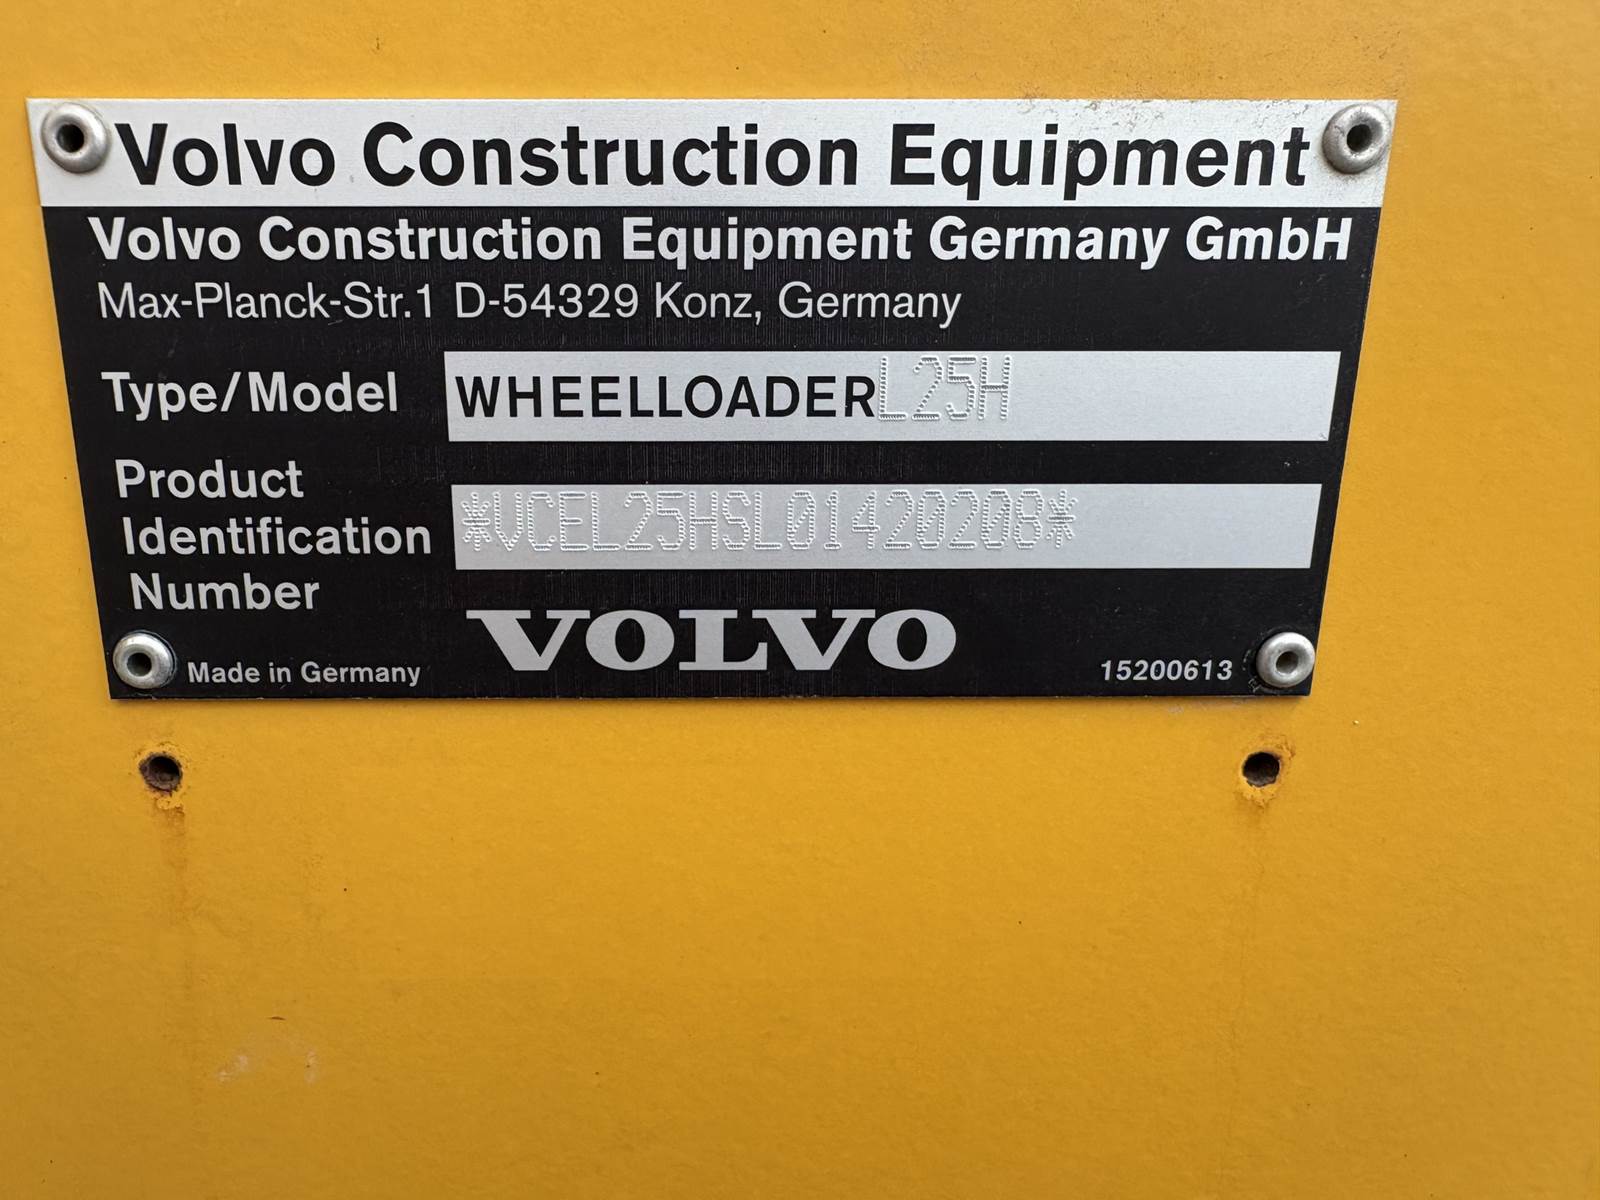 Volvo Construction Equipment
Volvo Construction Equipment Germany GmbH
Max-Planck-Str.1 D-54329 Konz, Germany
Type/Model WHEELLOADER L25H
Product
Identification
Number
*VCEL25HSL01420208*
Made in Germany
VOLVO
15200613